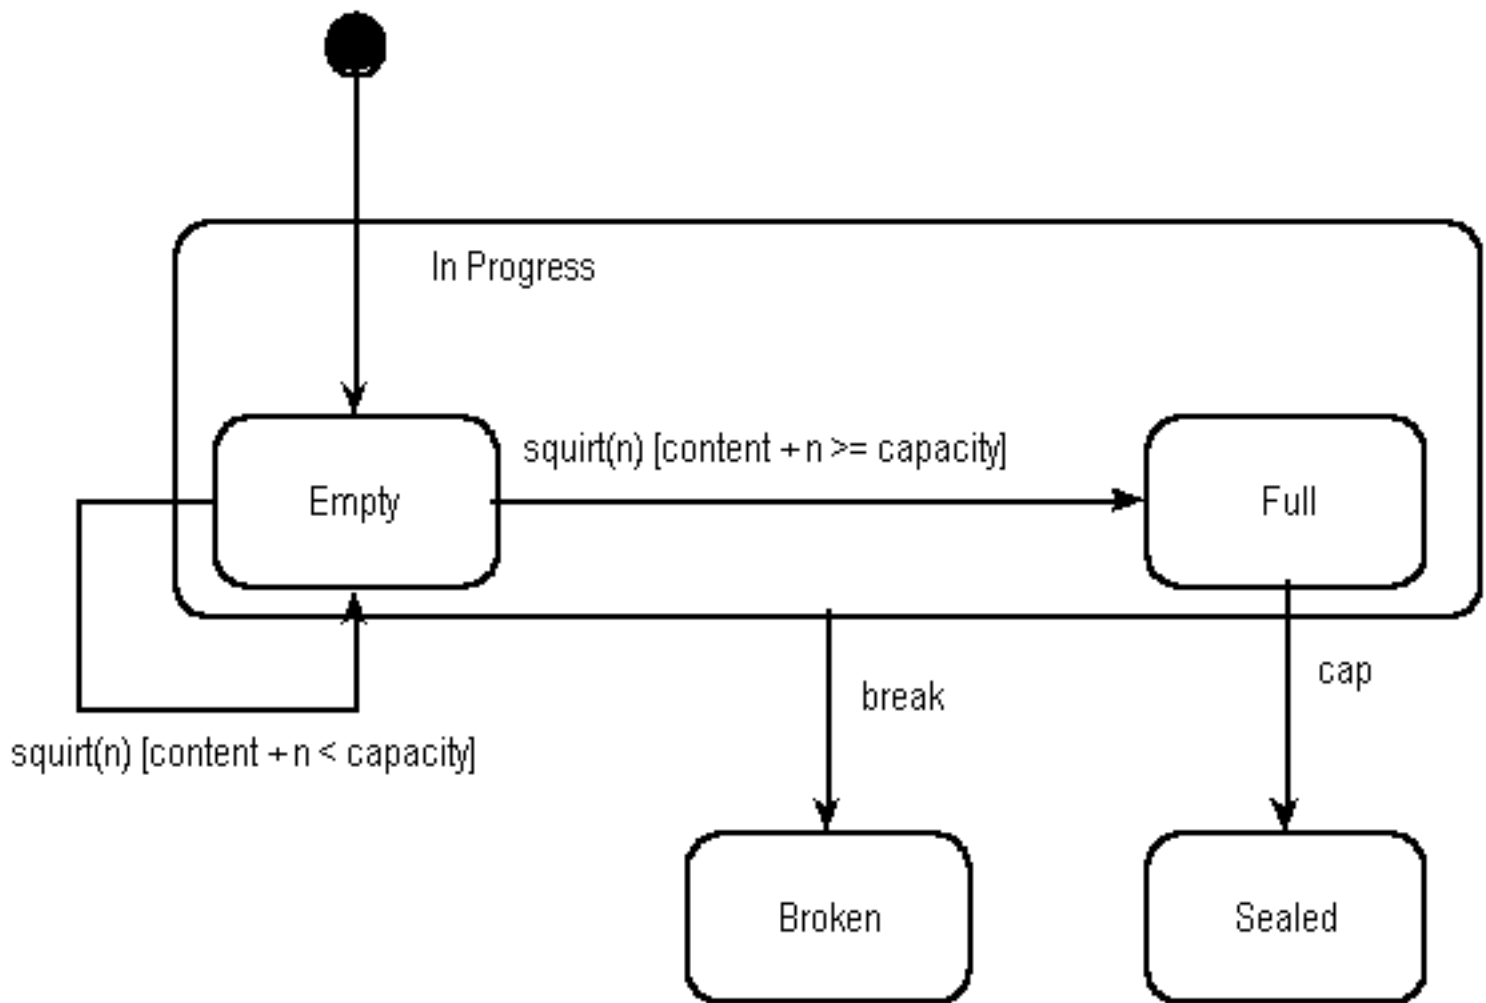 In Progress
squirt(n) [content + n >= capacity]
Empty
Full
cap
break
squirt(n) [content + n < capacity]
Broken
Sealed